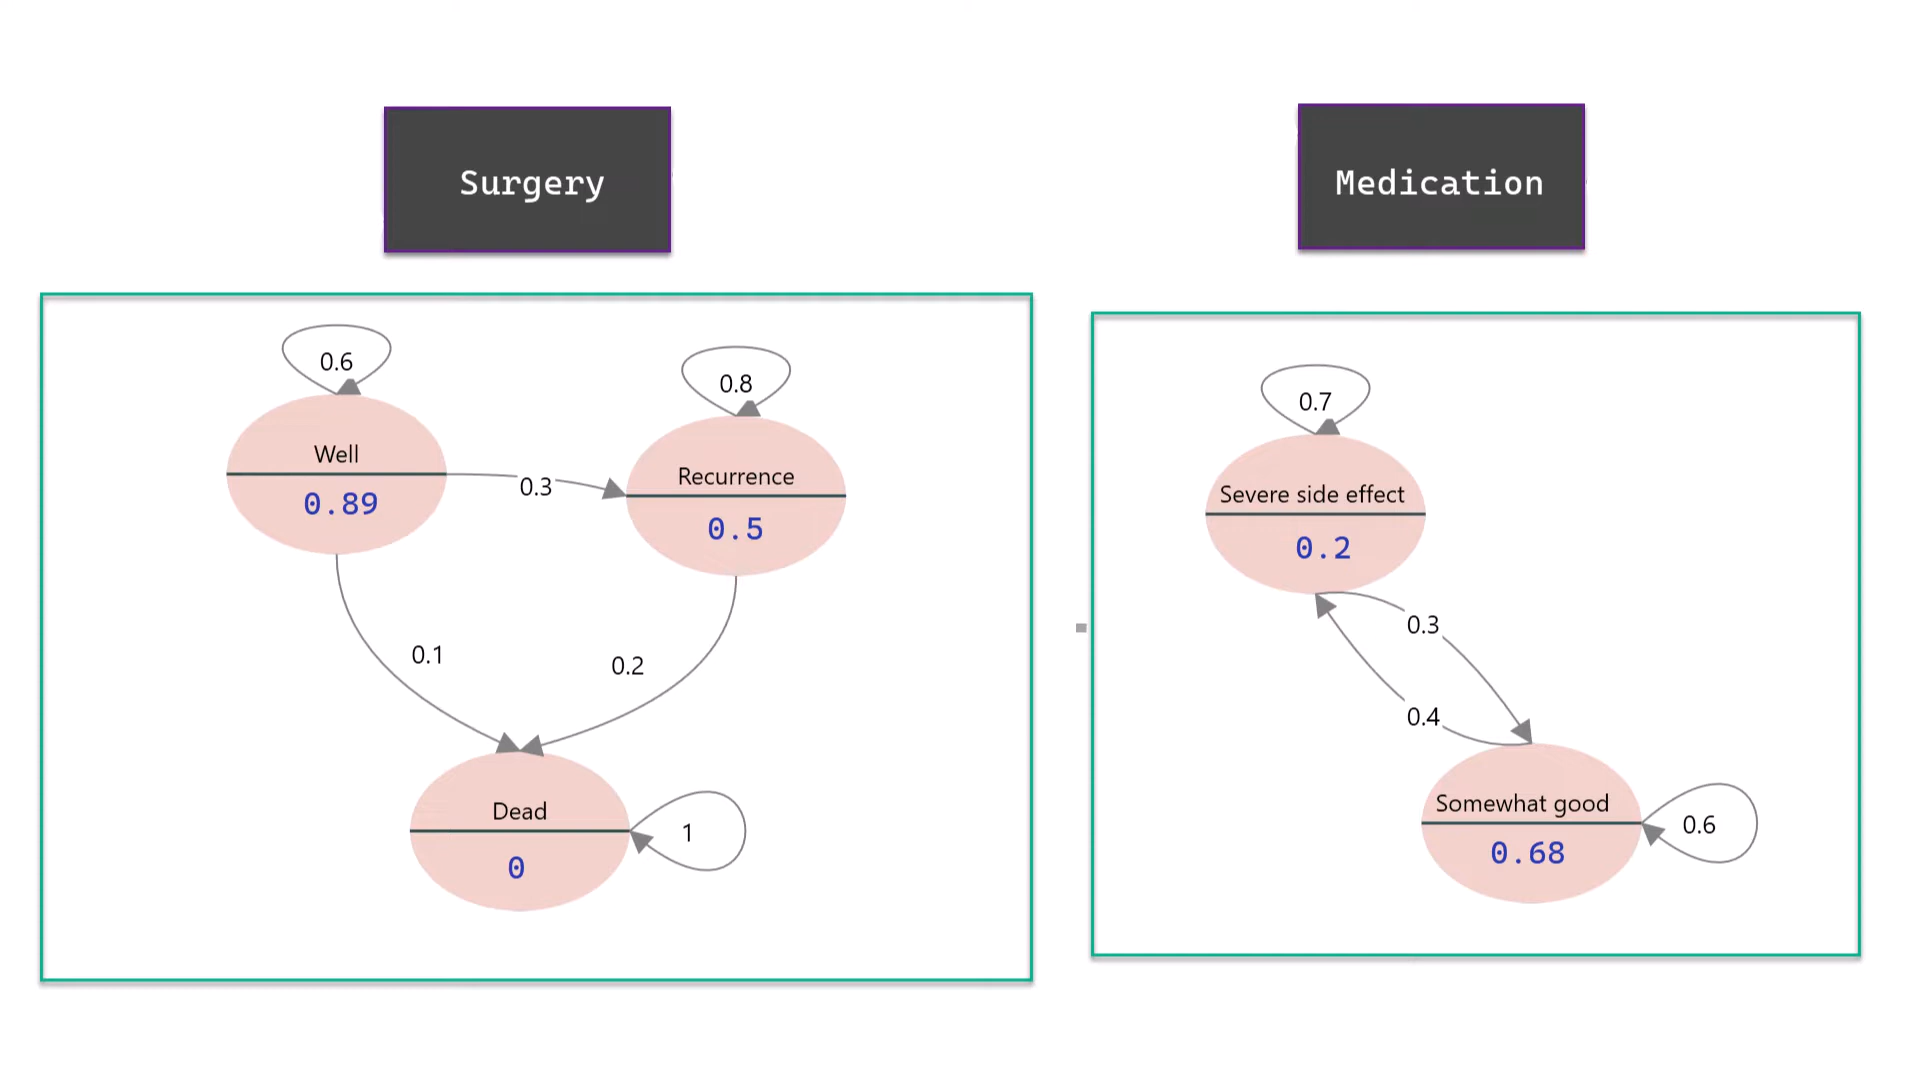 Surgery
Medication
0.6
0.8
0.7
Well
0.89
0.3
Recurrence
0.5
Severe side effect
0.2
0.1
0.2
0.3
0.4
Dead
0
1
Somewhat good
0.68
0.6